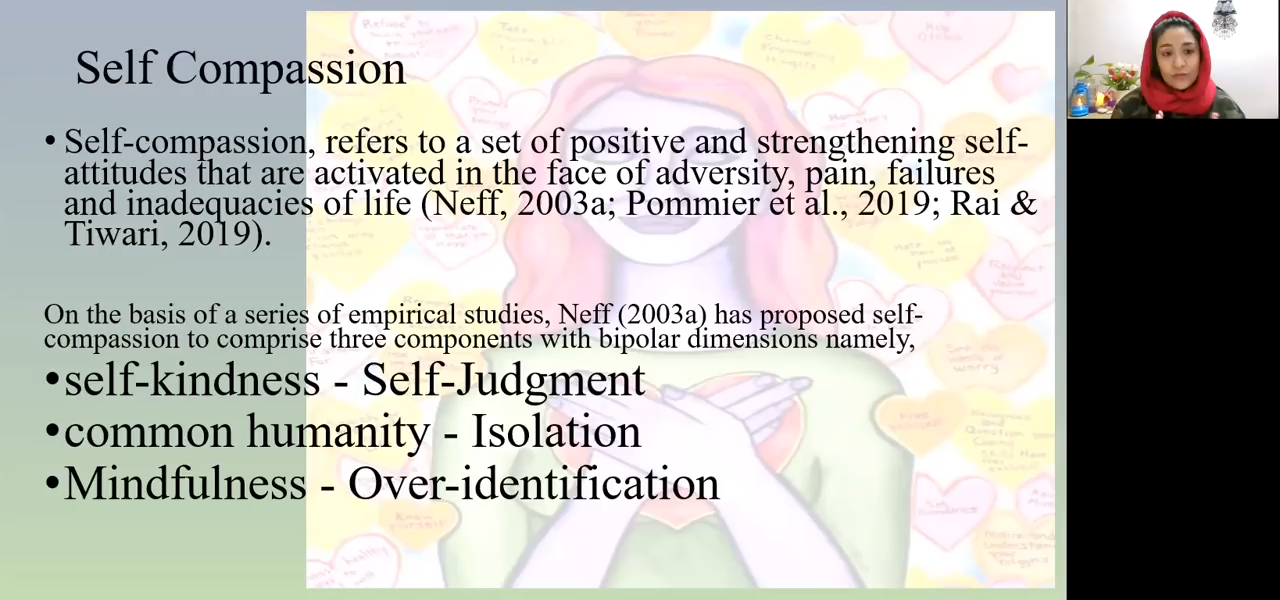 Self Compassion
• Self-compassion, refers to a set of positive and strengthening self-
attitudes that are activated in the face of adversity, pain, failures
and inadequacies of life (Neff, 2003a; Pommier et al., 2019; Rai &
Tiwari, 2019).
On the basis of a series of empirical studies, Neff (2003a) has proposed self-
compassion to comprise three components with bipolar dimensions namely,
•self-kindness - Self-Judgment
•common humanity - Isolation
•Mindfulness - Over-identification
Know
yourself